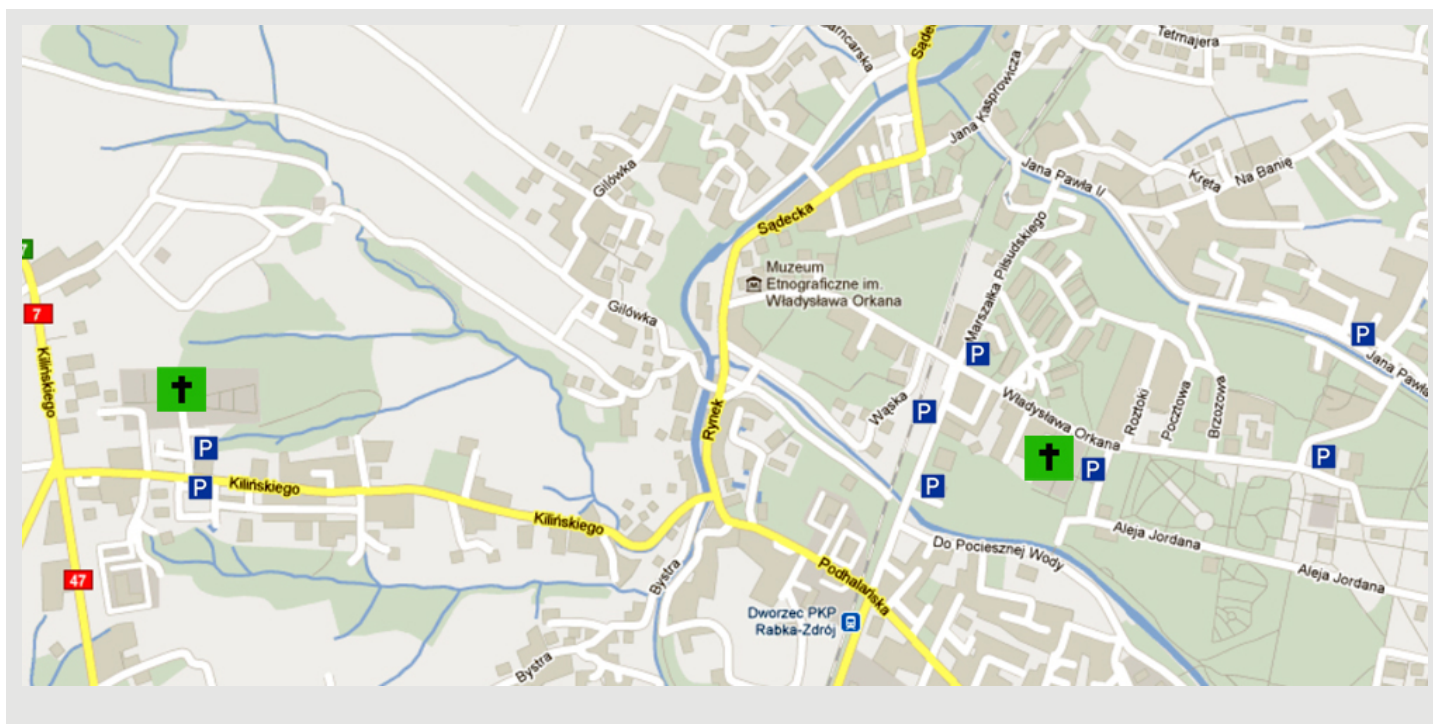 Tetmajera
Jana Kasprowicza
Jana Pawła II
Kręta
Na Banię
Gilówka
Sądecka
Marszałka Piłsudskiego
Muzeum
Etnograficzne im.
Władysława Orkana
7
Gilówka
P
P
Jana Pawła
Kilińskiego
Wąska
P
Władysława Orkana
Roztoki
Pocztowa
Brzozowa
Rynek
P
P
P
P
P
Kilińskiego
Kilińskiego
Aleja Jordana
Do Pociesznej Wody
Aleja Jordana
47
Bystra
Podhalańska
Dworzec PKP
Rabka-Zdrój
Bystra